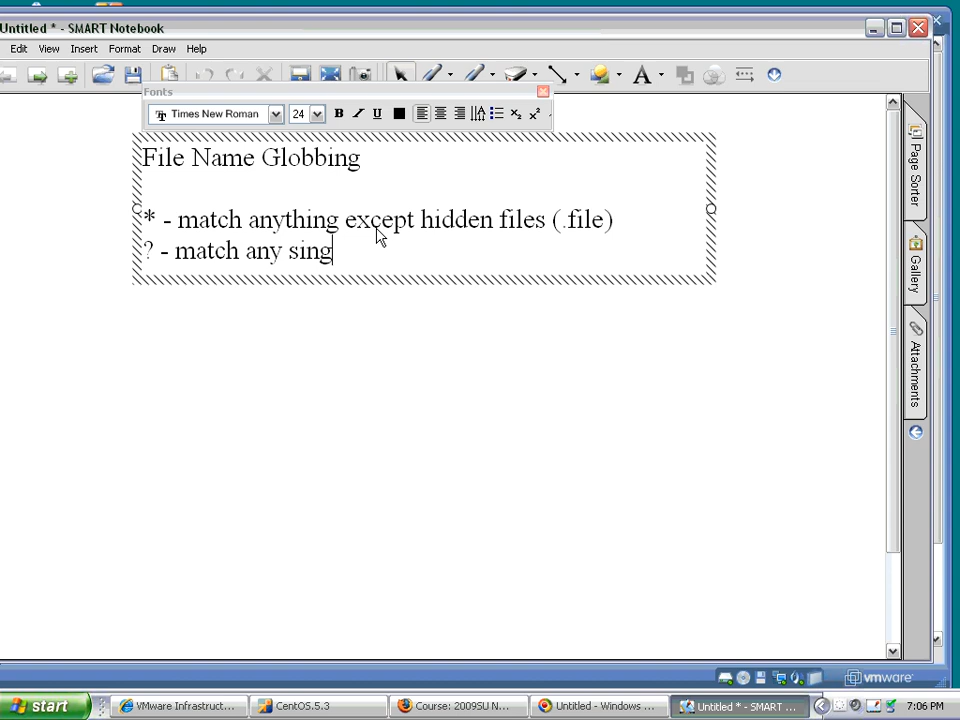 Untitled * - SMART Notebook
Edit View Insert Format Draw Help
Fonts
Times New Roman 24 B I U
File Name Globbing
* - match anything except hidden files (.file)
? - match any sing
Page Sorter
Gallery
Attachments
vmware
start VMware Infrastruct... CentOS.5.3 Course: 2009SU N... Untitled - Windows ... Untitled * - SMART ... 7:06 PM